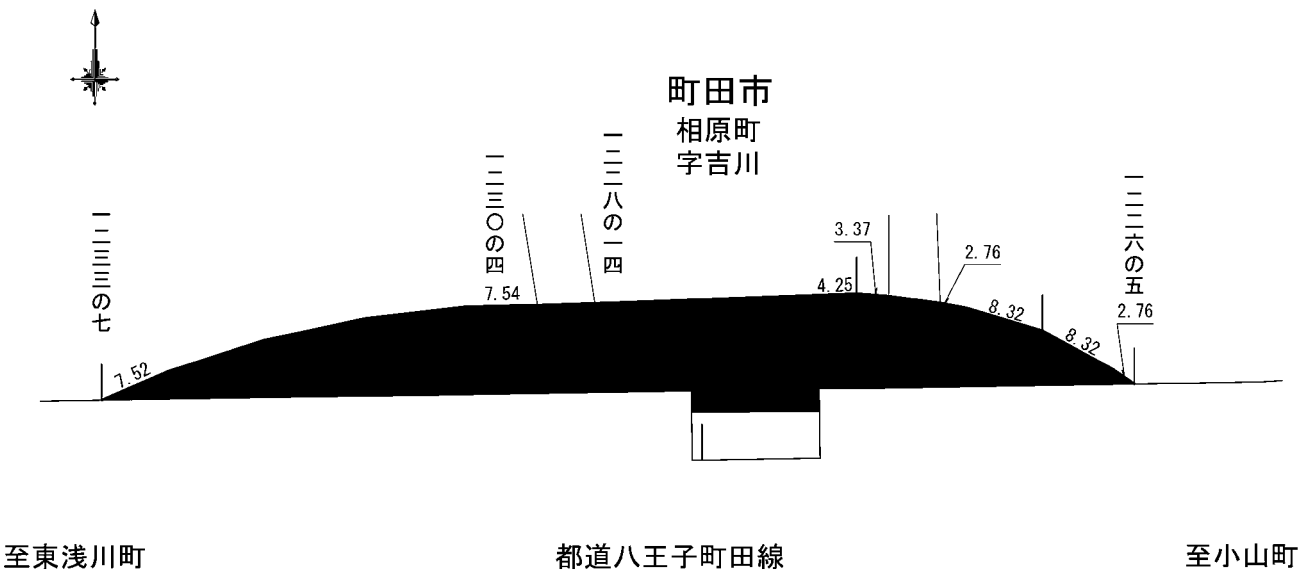 町田市
相原町
字吉川
一二三三の七
一二三〇の四
一二二八の一四
一二二六の五
7.52
7.54
4.25
3.37
2.76
8.32
8.32
2.76
至東浅川町
都道八王子町田線
至小山町